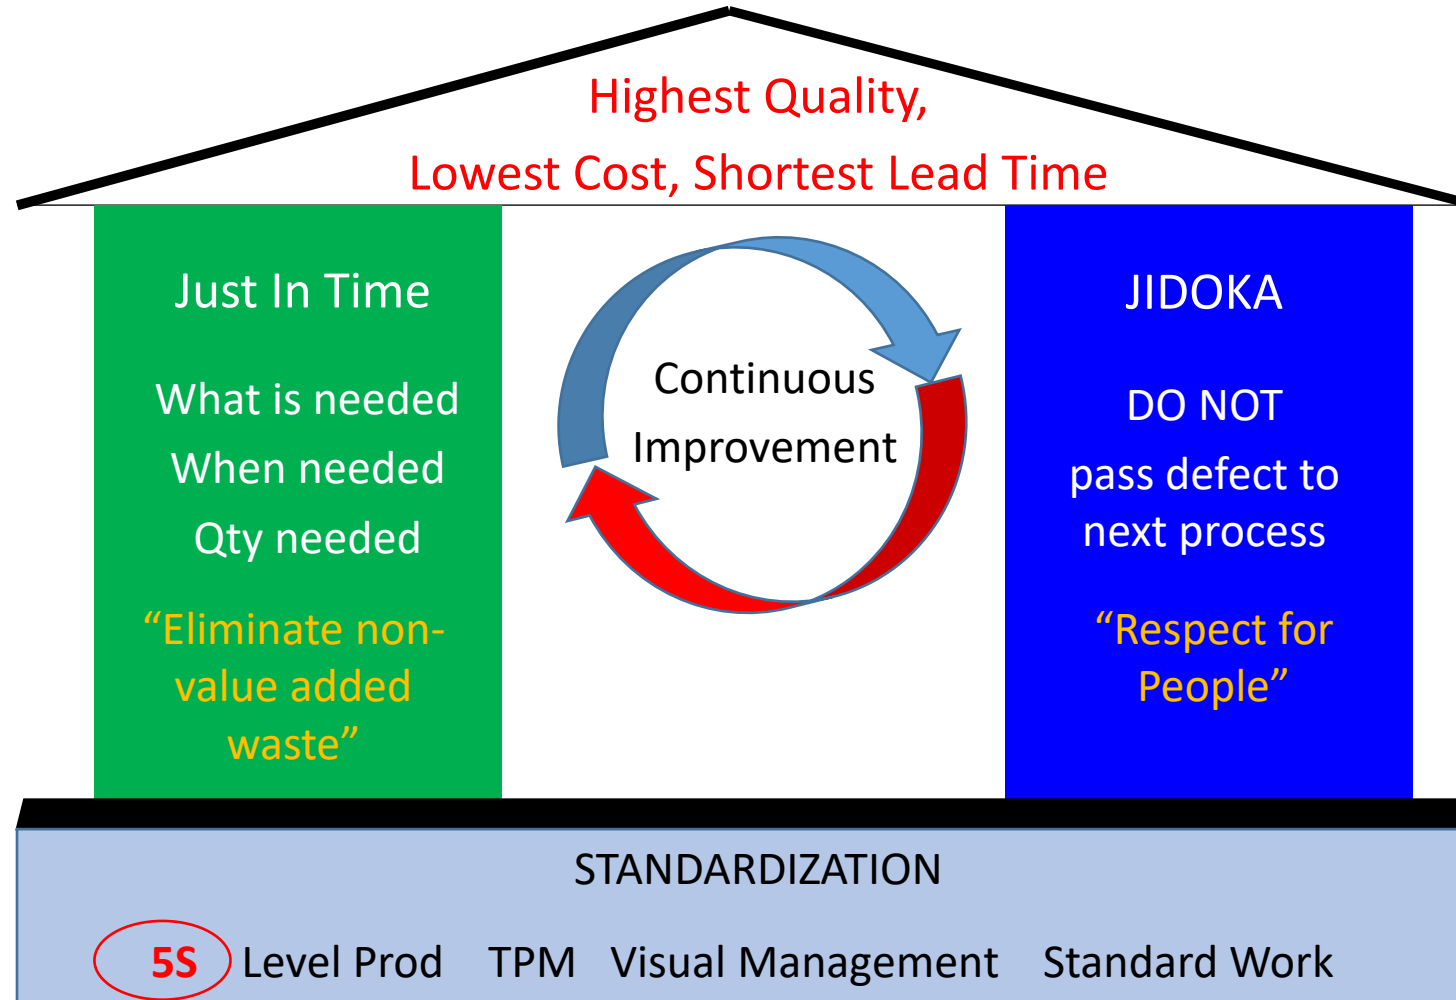 Highest Quality,
Lowest Cost, Shortest Lead Time
Just In Time
What is needed
When needed
Qty needed
“Eliminate non-
value added
waste”
Continuous
Improvement
JIDOKA
DO NOT
pass defect to
next process
“Respect for
People”
STANDARDIZATION
5S Level Prod TPM Visual Management Standard Work